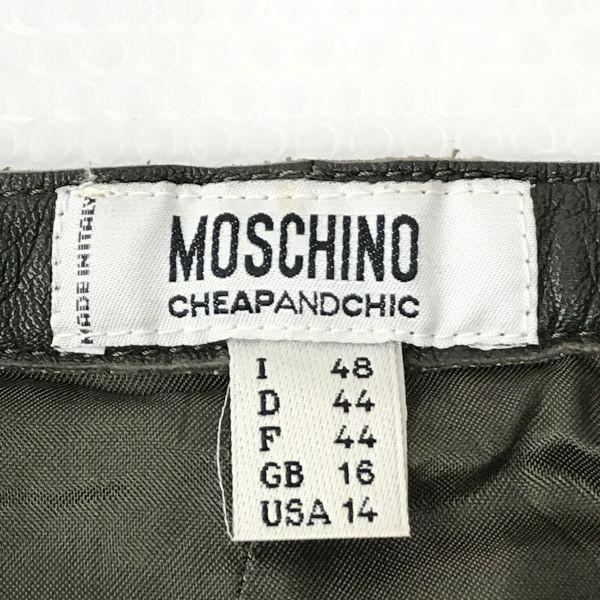 MADE IN ITALY
MOSCHINO
CHEAPANDCHIC
I 48
D 44
F 44
GB 16
USA 14